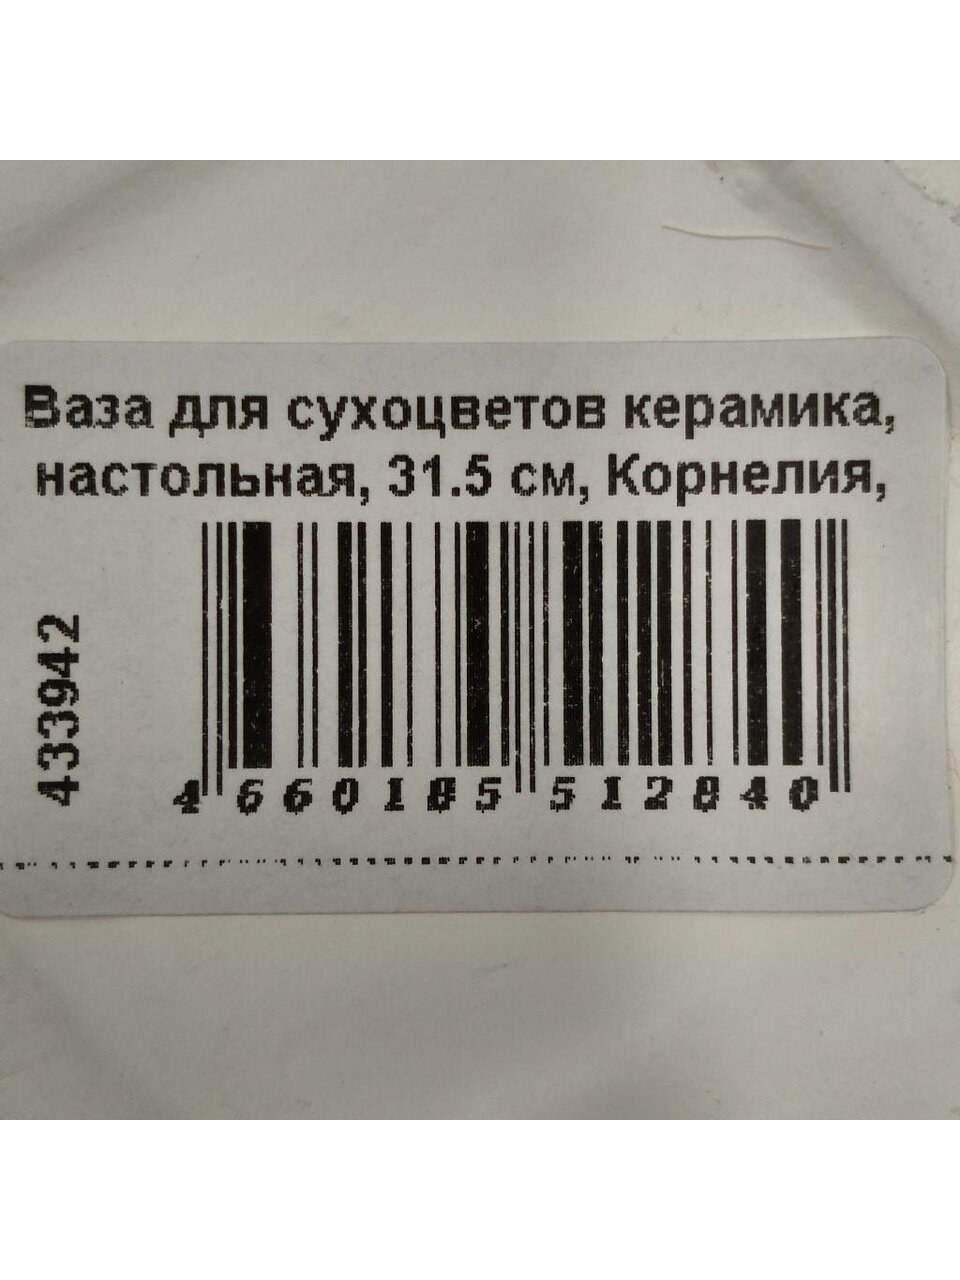 Ваза для сухоцветов керамика,
настольная, 31.5 см, Корнелия,
433942
4 660185 512840